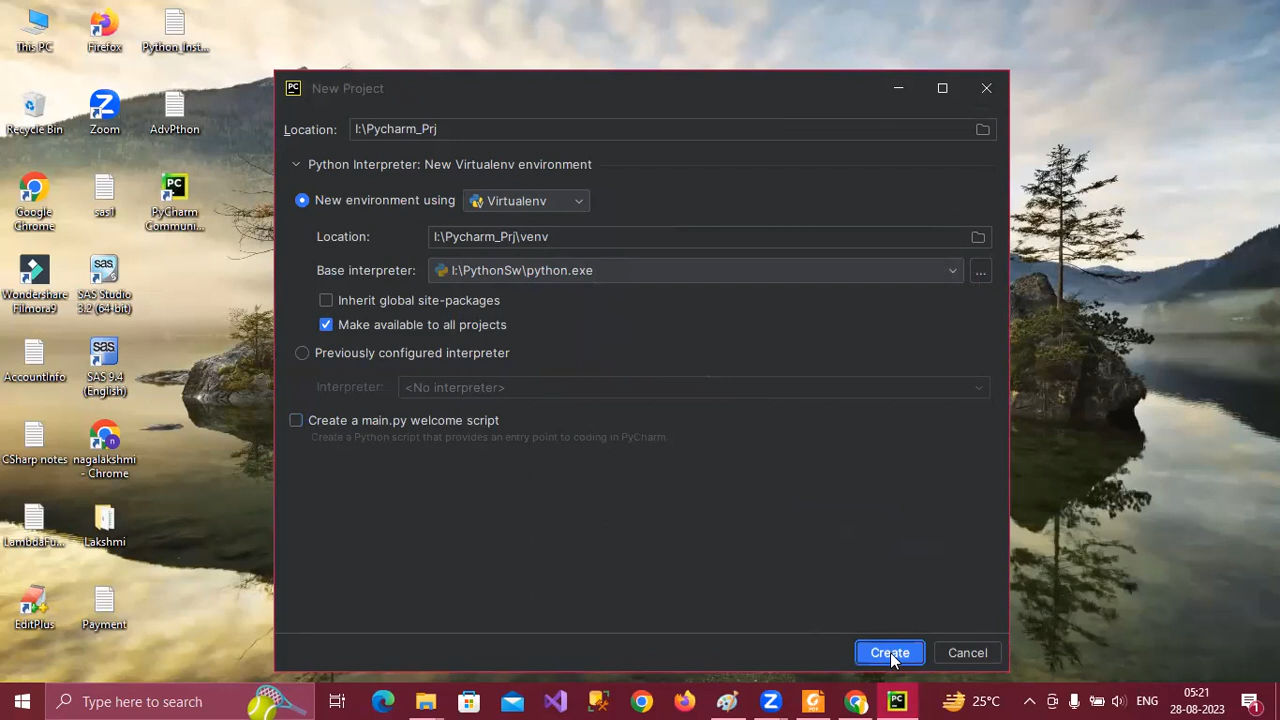 This PC
Firefox
Python_Inst...
Recycle Bin
Zoom
AdvPthon
Google
Chrome
sasl
PyCharm
Communi...
Wondershare
Filmora9
SAS Studio
3.2 (64-bit)
AccountInfo
SAS 9.4
(English)
CSharp notes
nagalakshmi
- Chrome
LambdaFu...
Lakshmi
EditPlus
Payment
PC
New Project
Location:
I:\Pycharm_Prj
Python Interpreter: New Virtualenv environment
New environment using
Virtualenv
Location:
I:\Pycharm_Prj\venv
Base interpreter:
I:\PythonSw\python.exe
...
Inherit global site-packages
Make available to all projects
Previously configured interpreter
Interpreter:
<No interpreter>
Create a main.py welcome script
Create a Python script that provides an entry point to coding in PyCharm.
Create
Cancel
Type here to search
25°C
ENG
05:21
28-08-2023